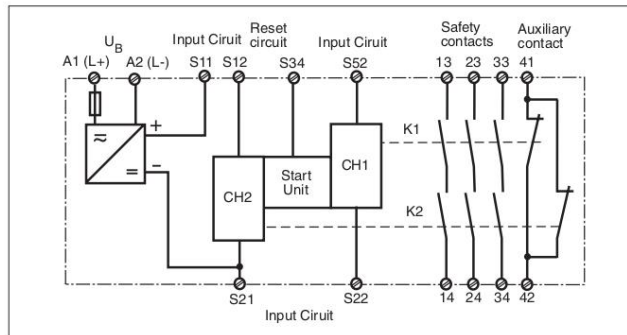 U_B
Reset
Safety
Auxiliary
Input Ciruit
circuit
Input Ciruit
contacts
contact
A1 (L+)
A2 (L-)
S11
S12
S34
S52
13
23
33
41
+
K1
≂
–
=
CH2
Start
Unit
CH1
K2
S21
S22
14
24
34
42
Input Ciruit